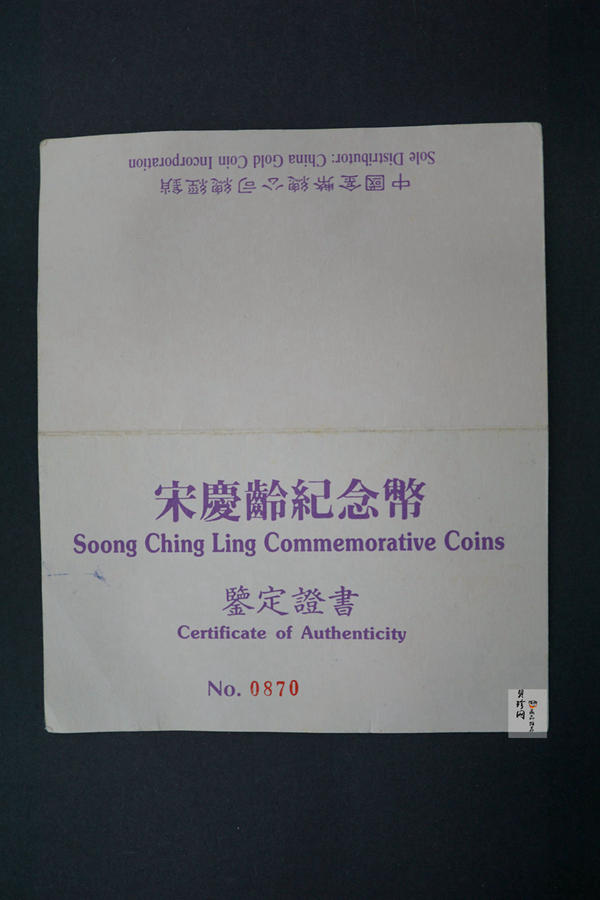 Sole Distributor: China Gold Coin Incorporation
中國金幣總公司總經銷
宋慶齡紀念幣
Soong Ching Ling Commemorative Coins
鑒定證書
Certificate of Authenticity
No. 0870